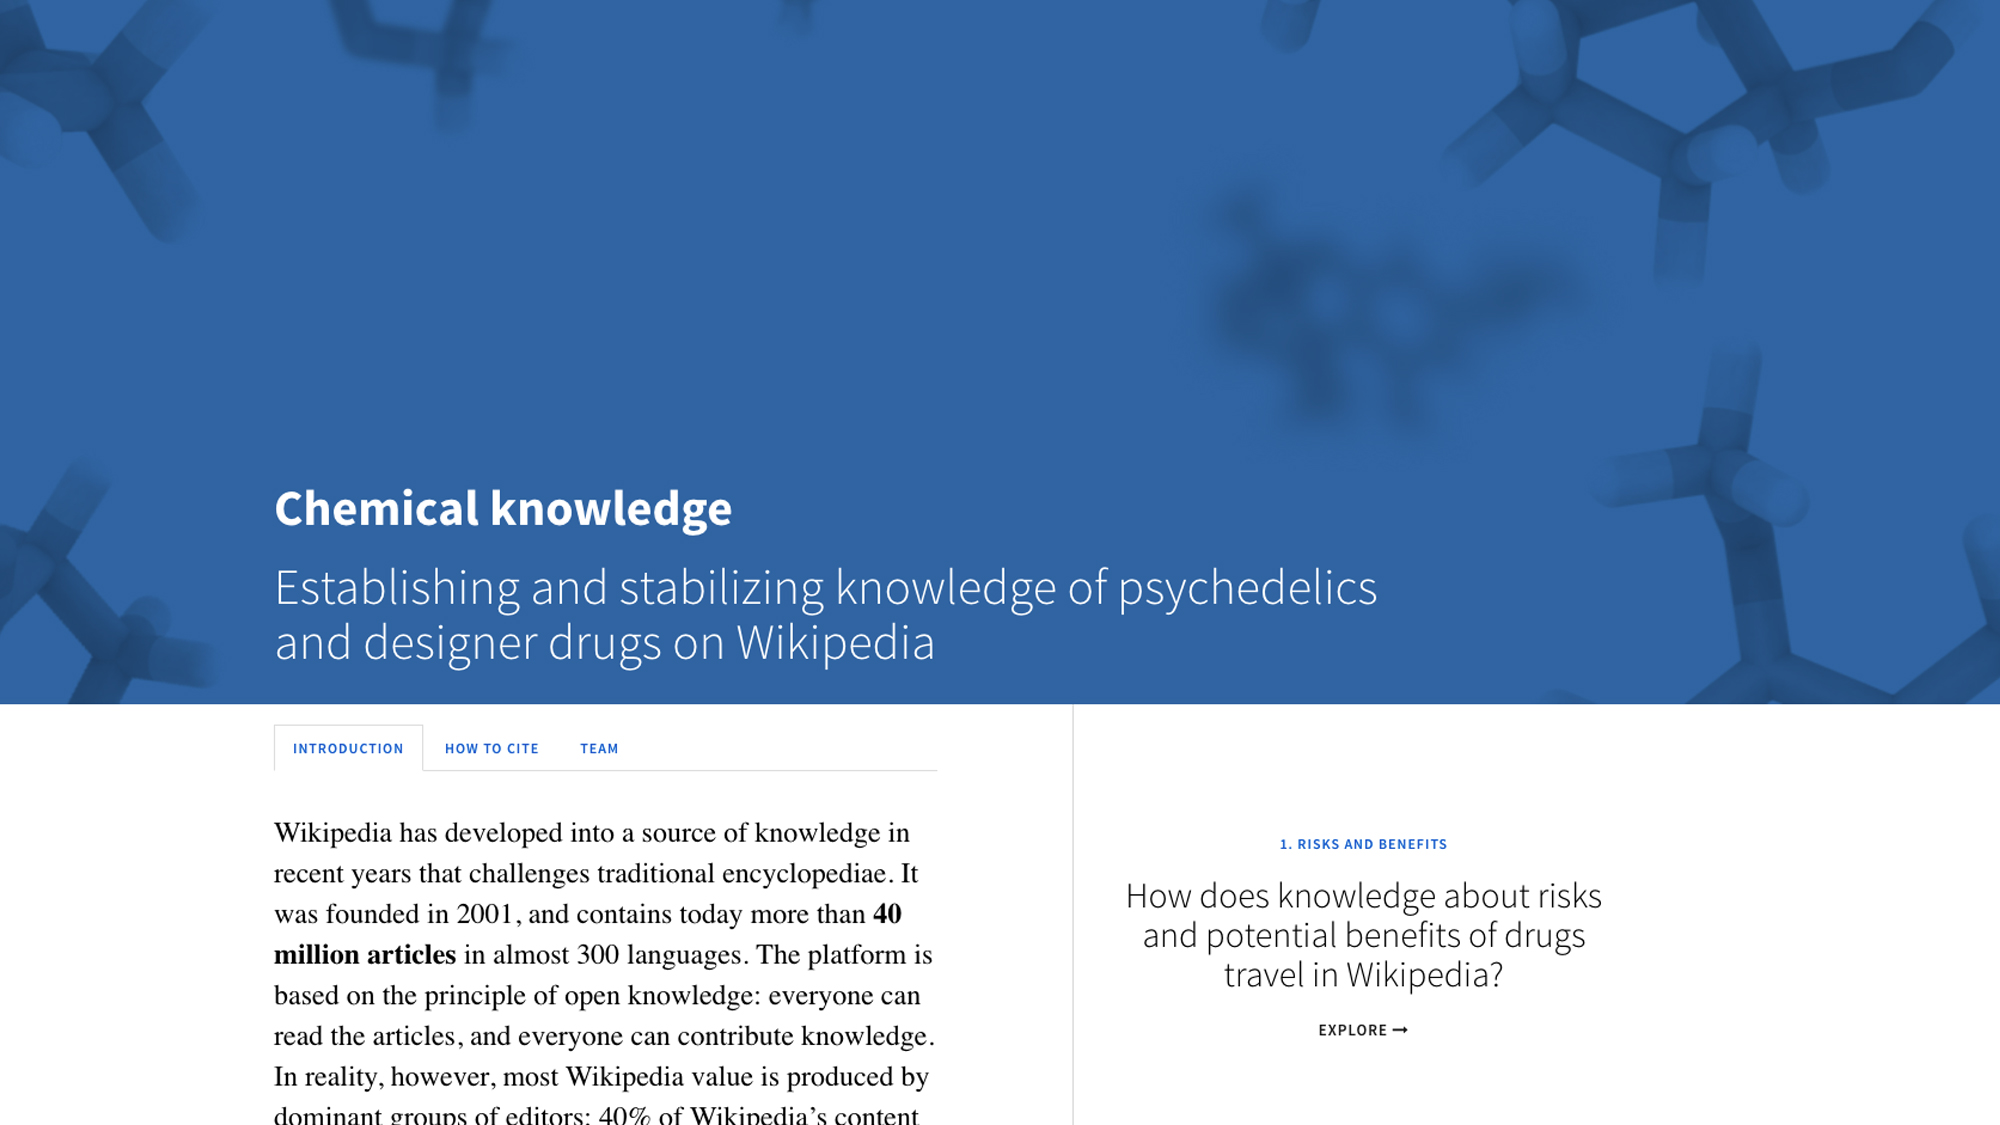 Chemical knowledge
Establishing and stabilizing knowledge of psychedelics
and designer drugs on Wikipedia
INTRODUCTION HOW TO CITE TEAM
Wikipedia has developed into a source of knowledge in
recent years that challenges traditional encyclopediae. It
was founded in 2001, and contains today more than 40
million articles in almost 300 languages. The platform is
based on the principle of open knowledge: everyone can
read the articles, and everyone can contribute knowledge.
In reality, however, most Wikipedia value is produced by
dominant groups of editors: 40% of Wikipedia’s content
1. RISKS AND BENEFITS
How does knowledge about risks
and potential benefits of drugs
travel in Wikipedia?
EXPLORE →